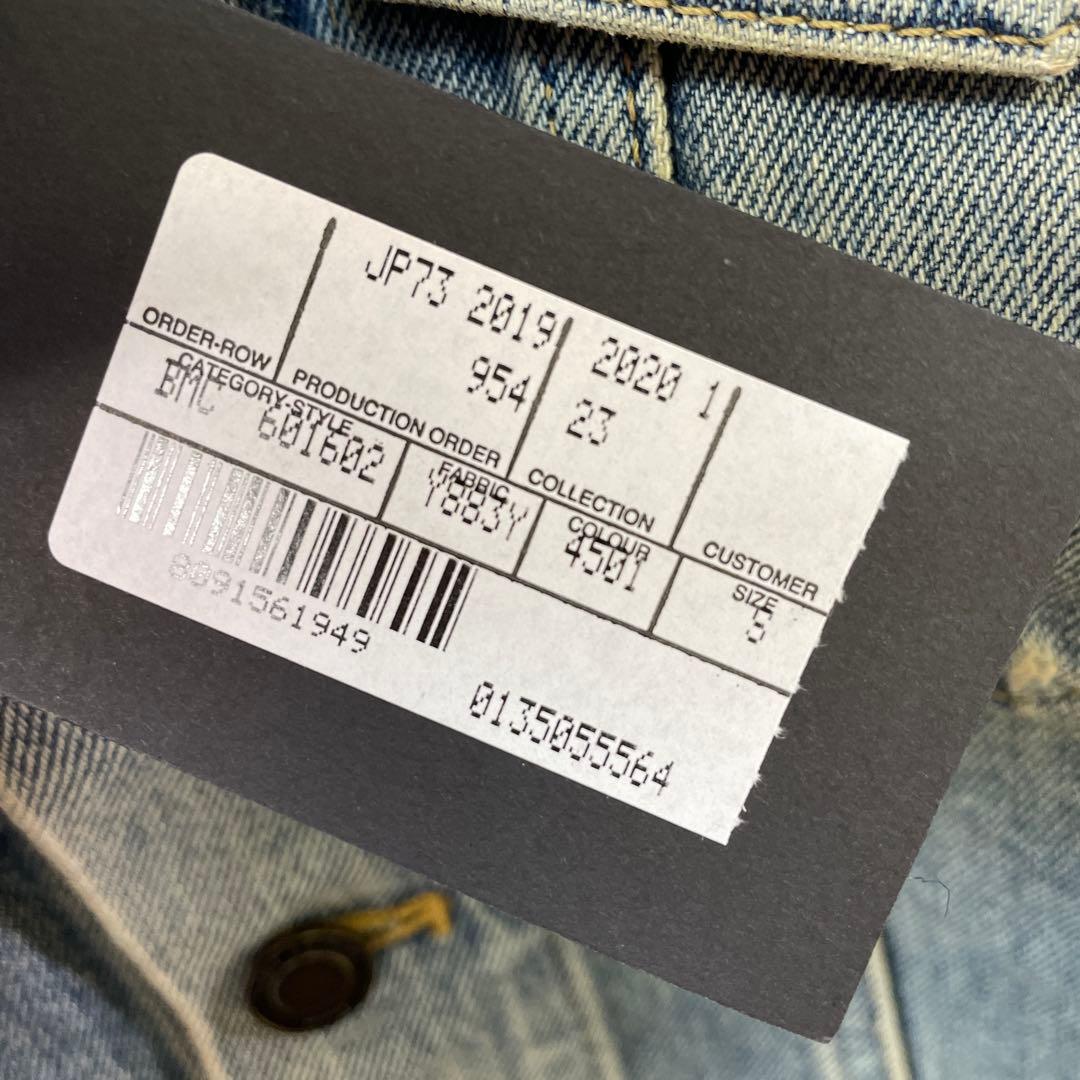 JP73 2019
954
2020 1
23
ORDER-ROW
PRODUCTION ORDER
COLLECTION
CUSTOMER
CATEGORY-STYLE
BMC 601602
FABRIC
Y883Y
COLOUR
4501
SIZE
S
8091561949
0135055564